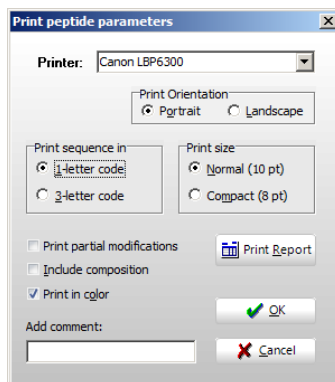 Print peptide parameters
Printer: Canon LBP6300
Print Orientation
Portrait Landscape
Print sequence in Print size
1-letter code Normal (10 pt)
3-letter code Compact (8 pt)
Print partial modifications Print Report
Include composition
Print in color
OK
Add comment:
Cancel